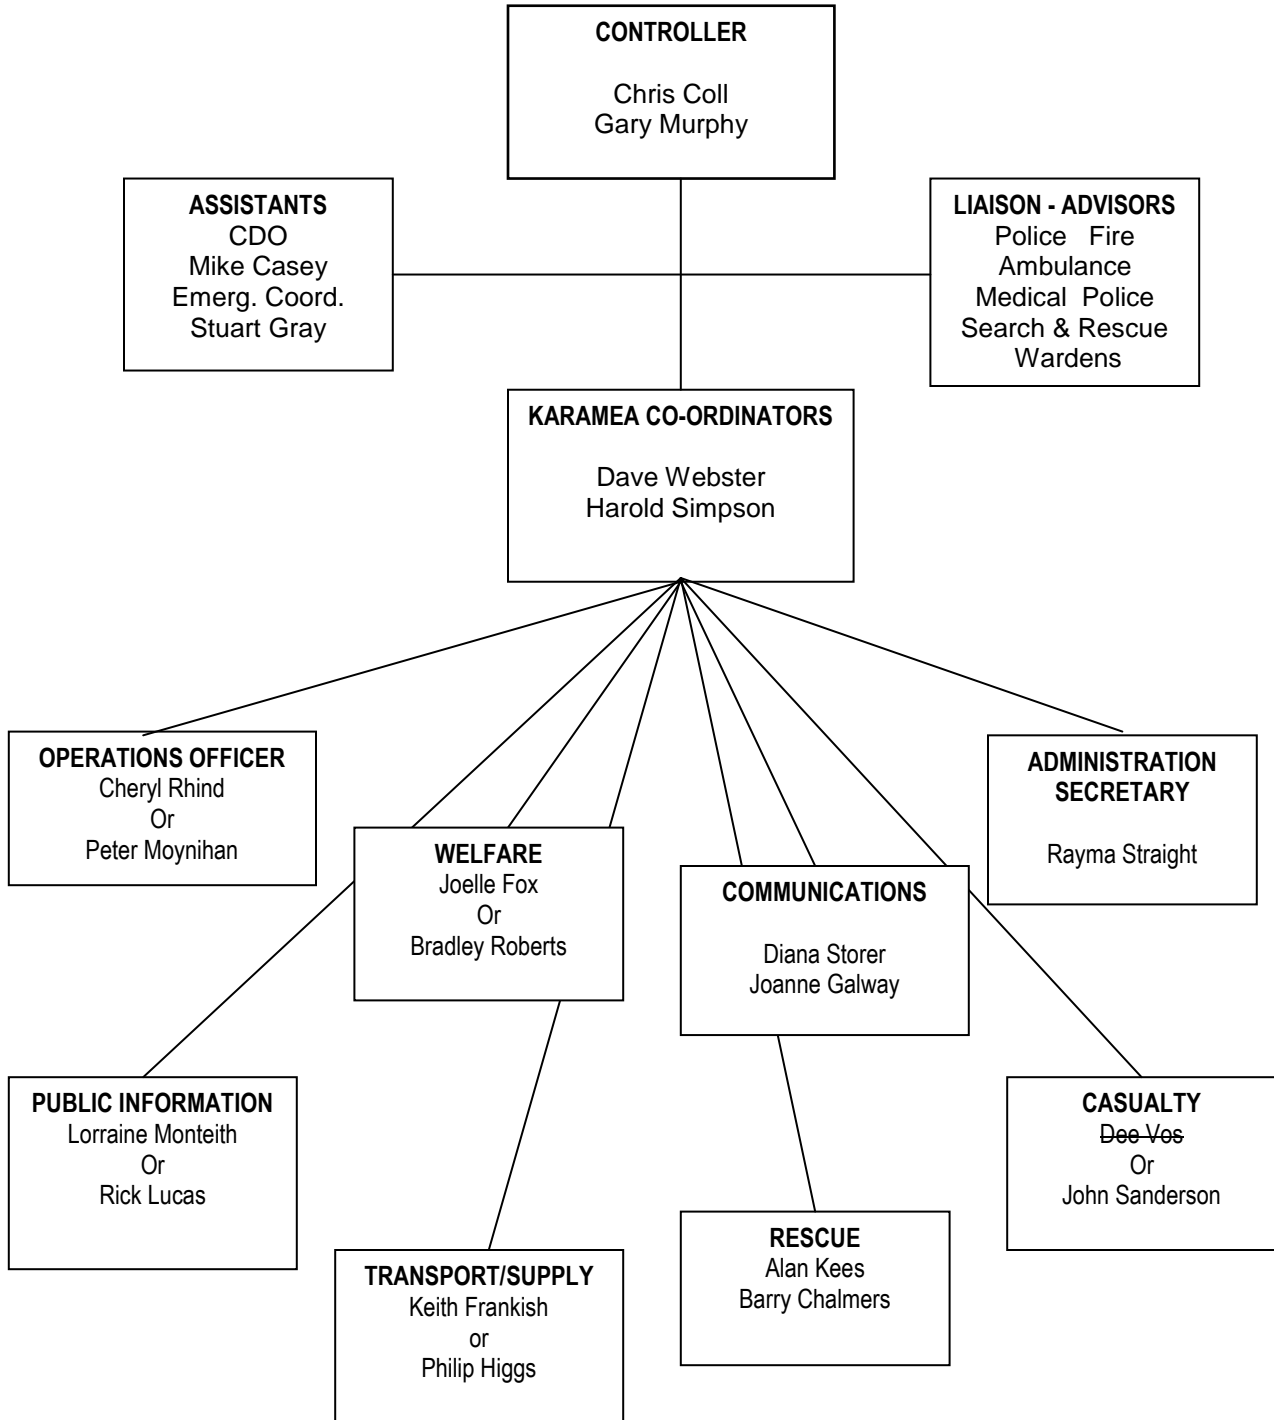 CONTROLLER
Chris Coll
Gary Murphy
ASSISTANTS
CDO
Mike Casey
Emerg. Coord.
Stuart Gray
LIAISON - ADVISORS
Police Fire
Ambulance
Medical Police
Search & Rescue
Wardens
KARAMEA CO-ORDINATORS
Dave Webster
Harold Simpson
OPERATIONS OFFICER
Cheryl Rhind
Or
Peter Moynihan
WELFARE
Joelle Fox
Or
Bradley Roberts
COMMUNICATIONS
Diana Storer
Joanne Galway
ADMINISTRATION
SECRETARY
Rayma Straight
PUBLIC INFORMATION
Lorraine Monteith
Or
Rick Lucas
TRANSPORT/SUPPLY
Keith Frankish
or
Philip Higgs
RESCUE
Alan Kees
Barry Chalmers
CASUALTY
Dee Vos
Or
John Sanderson